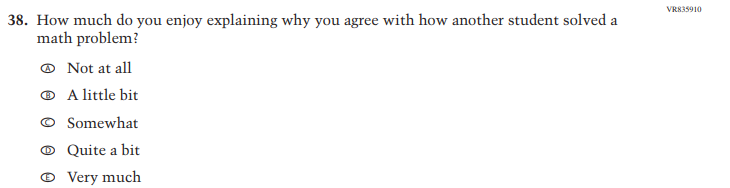 VR835910
38. How much do you enjoy explaining why you agree with how another student solved a
math problem?
A Not at all
B A little bit
C Somewhat
D Quite a bit
E Very much